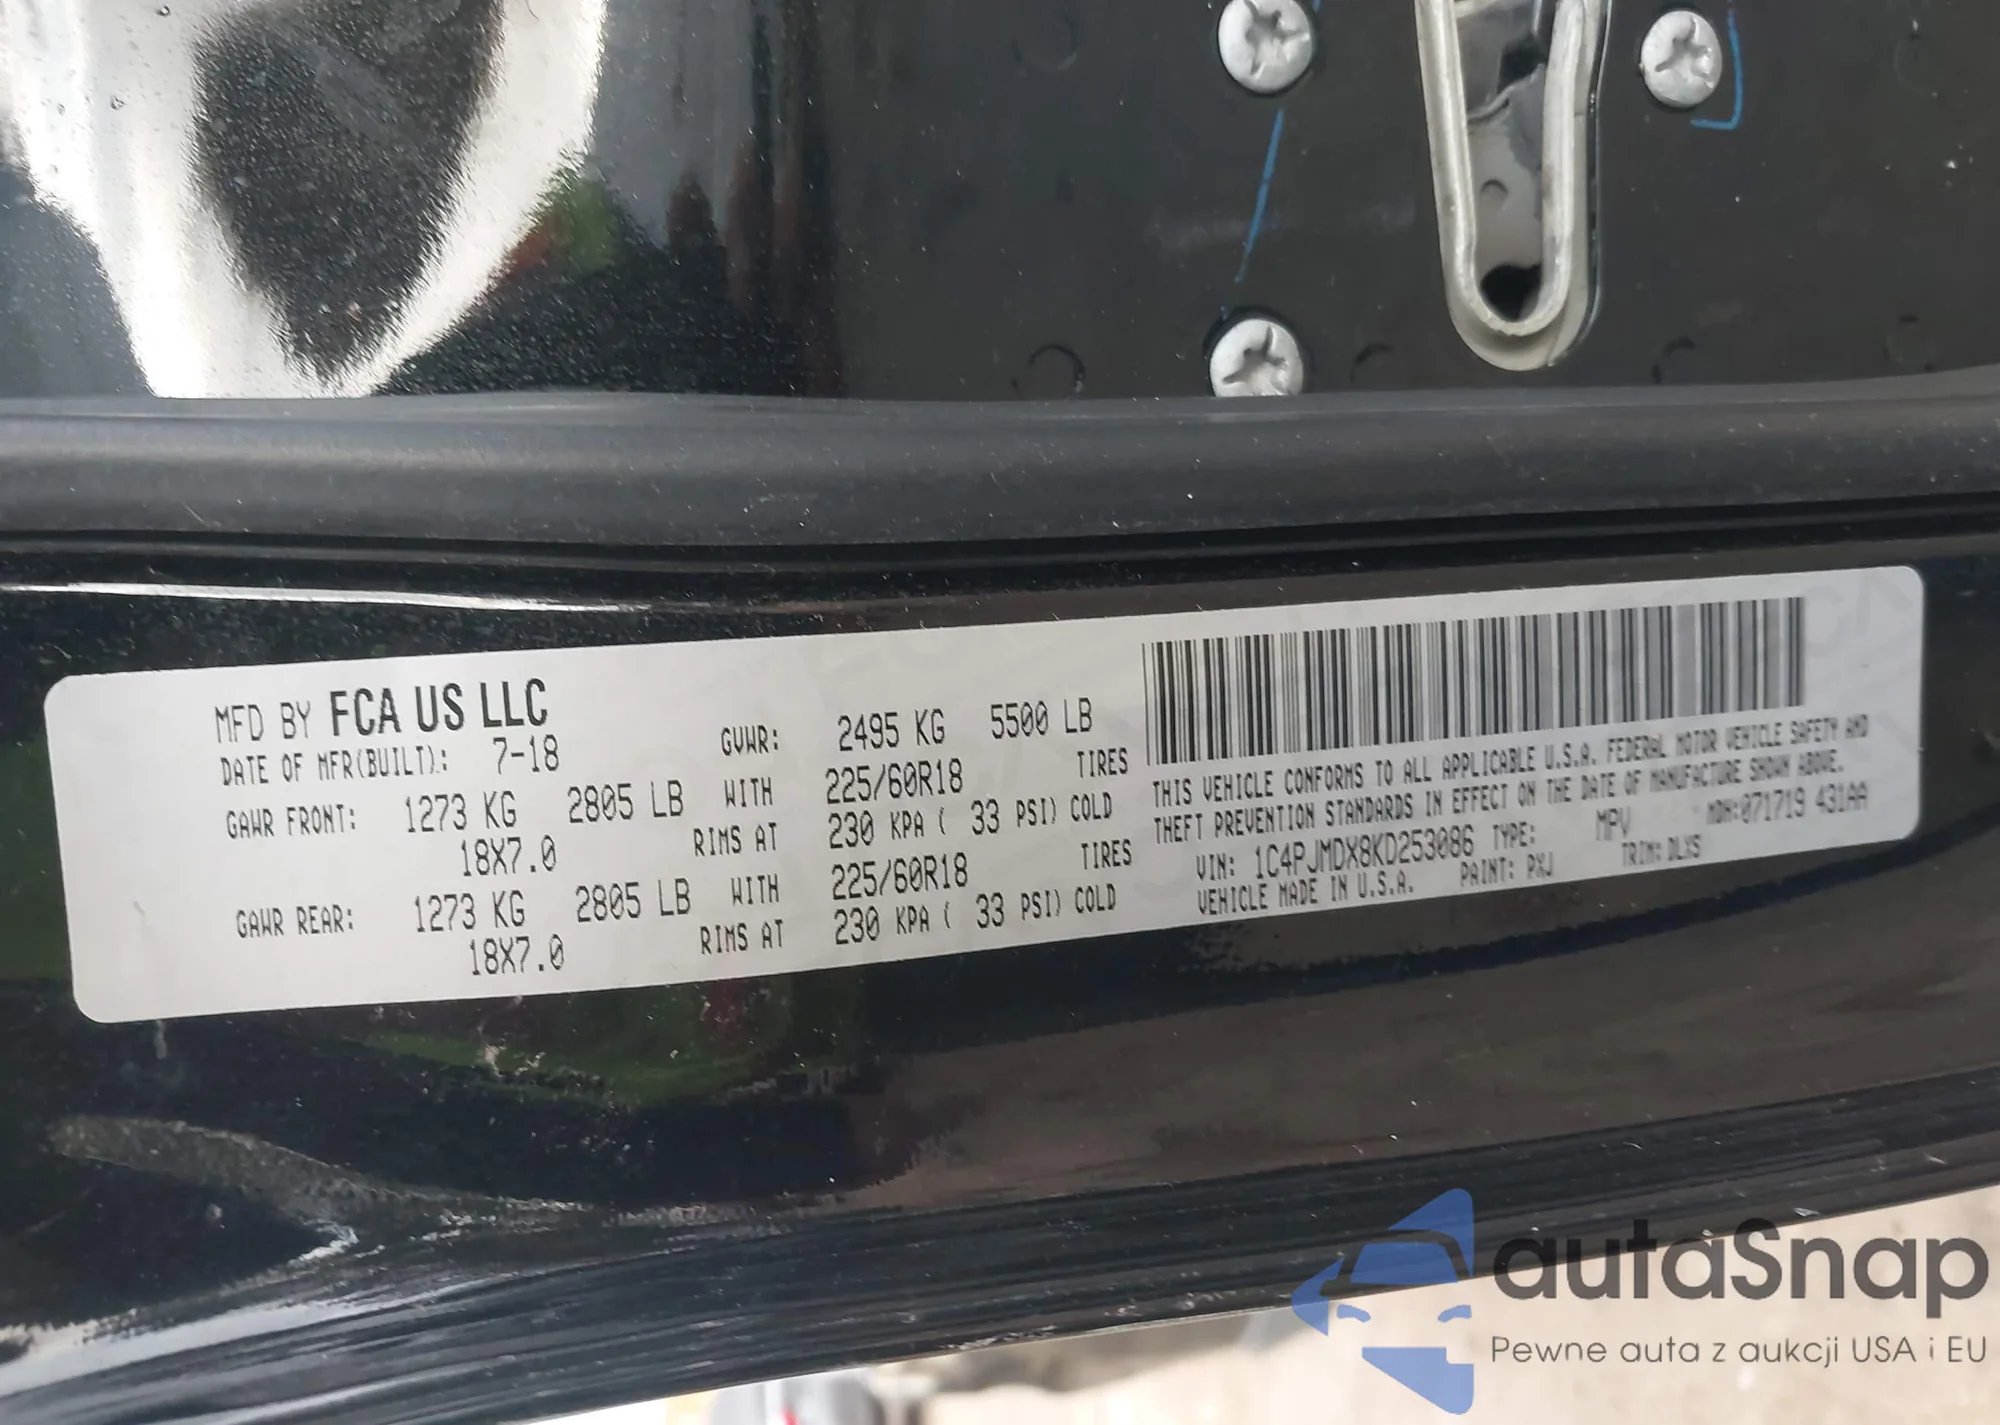 MFD BY FCA US LLC
DATE OF MFR(BUILT): 7-18 GVWR: 2495 KG 5500 LB
GAWR FRONT: 1273 KG 2805 LB WITH 225/60R18 TIRES
18X7.0 RIMS AT 230 KPA ( 33 PSI) COLD
GAWR REAR: 1273 KG 2805 LB WITH 225/60R18 TIRES
18X7.0 RIMS AT 230 KPA ( 33 PSI) COLD
THIS VEHICLE CONFORMS TO ALL APPLICABLE U.S.A. FEDERAL MOTOR VEHICLE SAFETY AND
THEFT PREVENTION STANDARDS IN EFFECT ON THE DATE OF MANUFACTURE SHOWN ABOVE.
VIN: 1C4PJMDX8KD253086 TYPE: MPV MDH:071719 431AA
VEHICLE MADE IN U.S.A. PAINT: PXJ TRIM: DLXS
autaSnap
Pewne auta z aukcji USA i EU